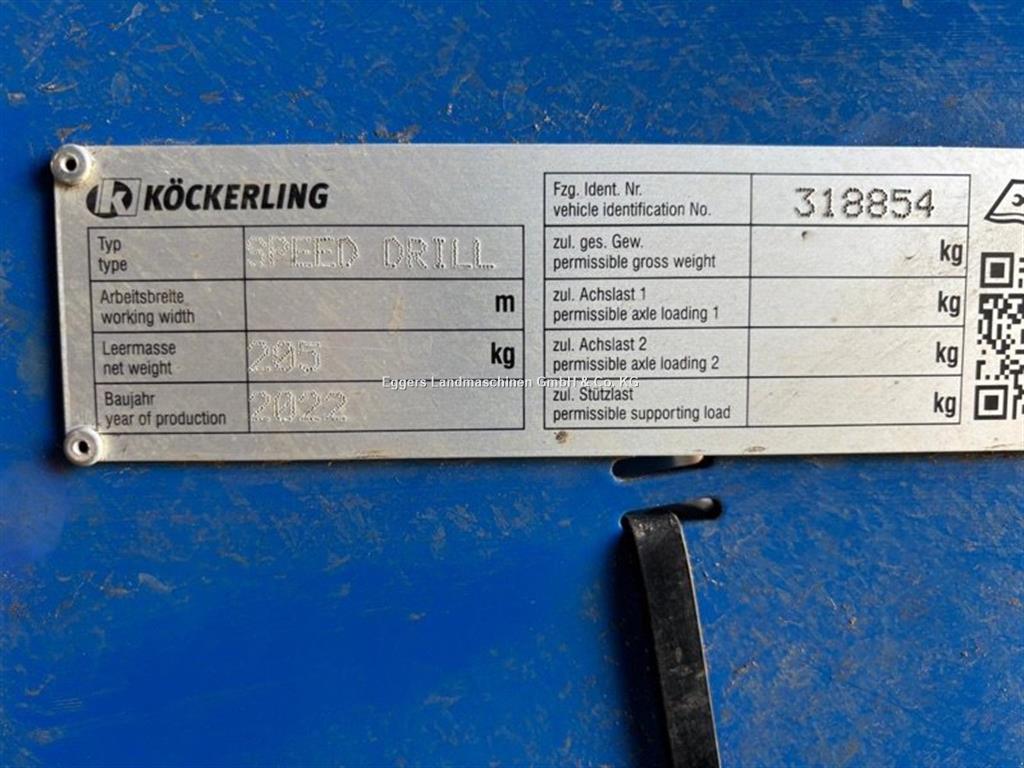 KÖCKERLING
Typ
type
SPEED DRILL
Arbeitsbreite
working width
m
Leermasse
net weight
205
kg
Baujahr
year of production
2022
Fzg. Ident. Nr.
vehicle identification No.
318854
zul. ges. Gew.
permissible gross weight
kg
zul. Achslast 1
permissible axle loading 1
kg
zul. Achslast 2
permissible axle loading 2
kg
zul. Stützlast
permissible supporting load
kg
Eggers Landmaschinen GmbH & Co. KG